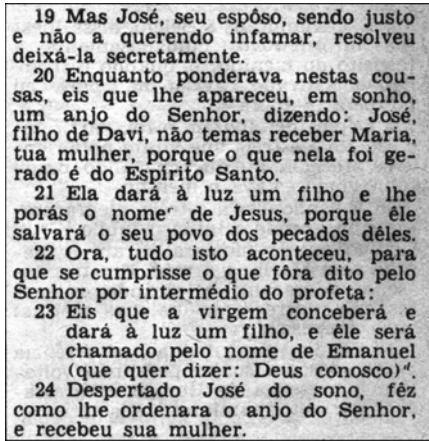 19 Mas José, seu espôso, sendo justo
e não a querendo infamar, resolveu
deixá-la secretamente.
20 Enquanto ponderava nestas cou-
sas, eis que lhe apareceu, em sonho,
um anjo do Senhor, dizendo: José,
filho de Davi, não temas receber Maria,
tua mulher, porque o que nela foi ge-
rado é do Espírito Santo.
21 Ela dará à luz um filho e lhe
porás o nome de Jesus, porque êle
salvará o seu povo dos pecados dêles.
22 Ora, tudo isto aconteceu, para
que se cumprisse o que fôra dito pelo
Senhor por intermédio do profeta:
23 Eis que a virgem conceberá e
dará à luz um filho, e êle será
chamado pelo nome de Emanuel
(que quer dizer: Deus conosco)ᵈ.
24 Despertado José do sono, fêz
como lhe ordenara o anjo do Senhor,
e recebeu sua mulher.